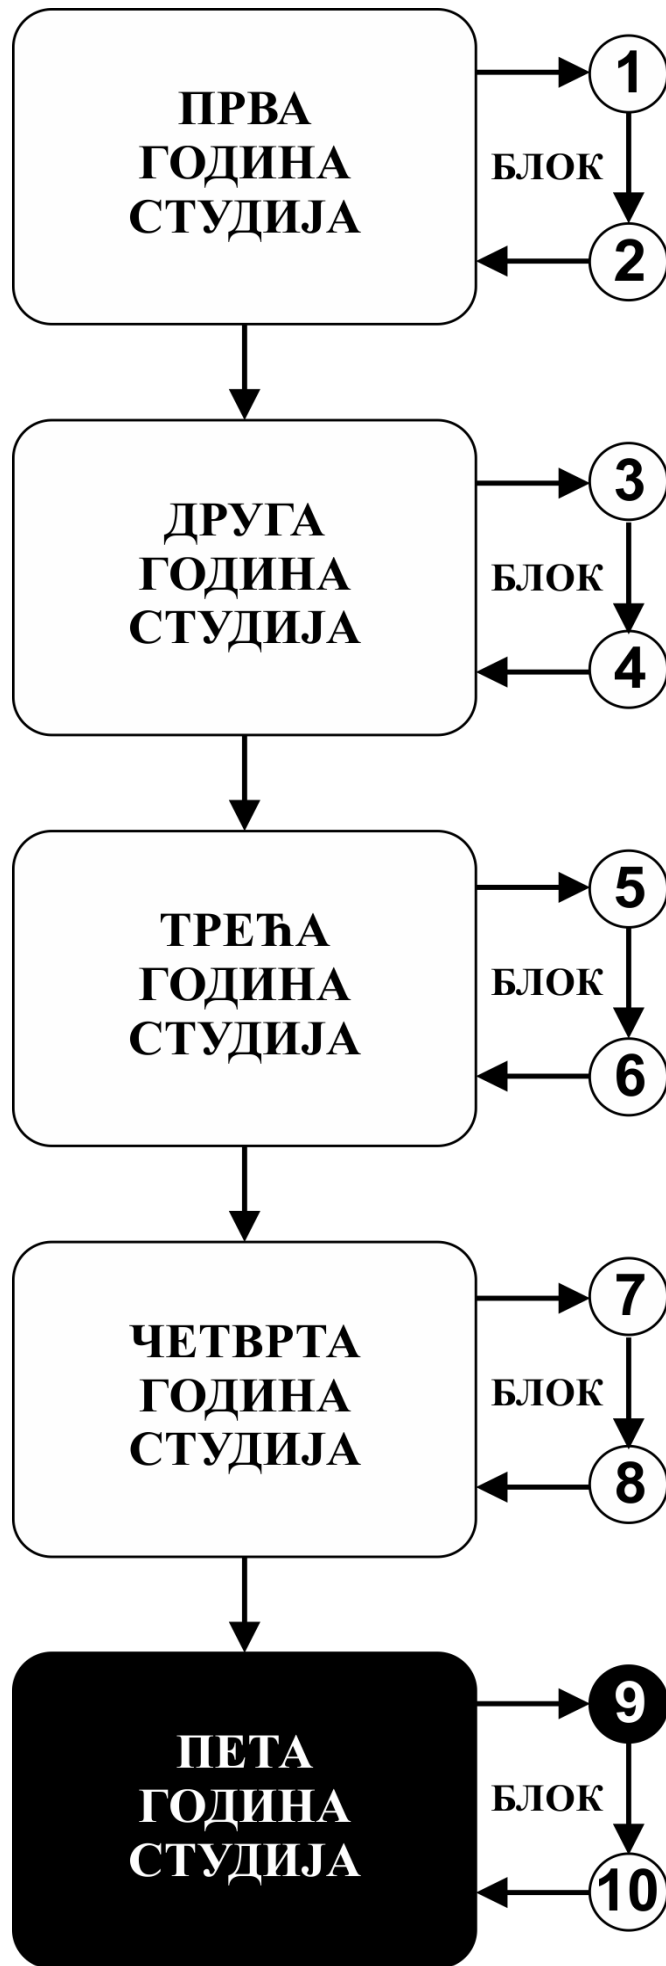 ПРВА
ГОДИНА
СТУДИЈА
1
БЛОК
2
ДРУГА
ГОДИНА
СТУДИЈА
3
БЛОК
4
ТРЕЋА
ГОДИНА
СТУДИЈА
5
БЛОК
6
ЧЕТВРТА
ГОДИНА
СТУДИЈА
7
БЛОК
8
ПЕТА
ГОДИНА
СТУДИЈА
9
БЛОК
10